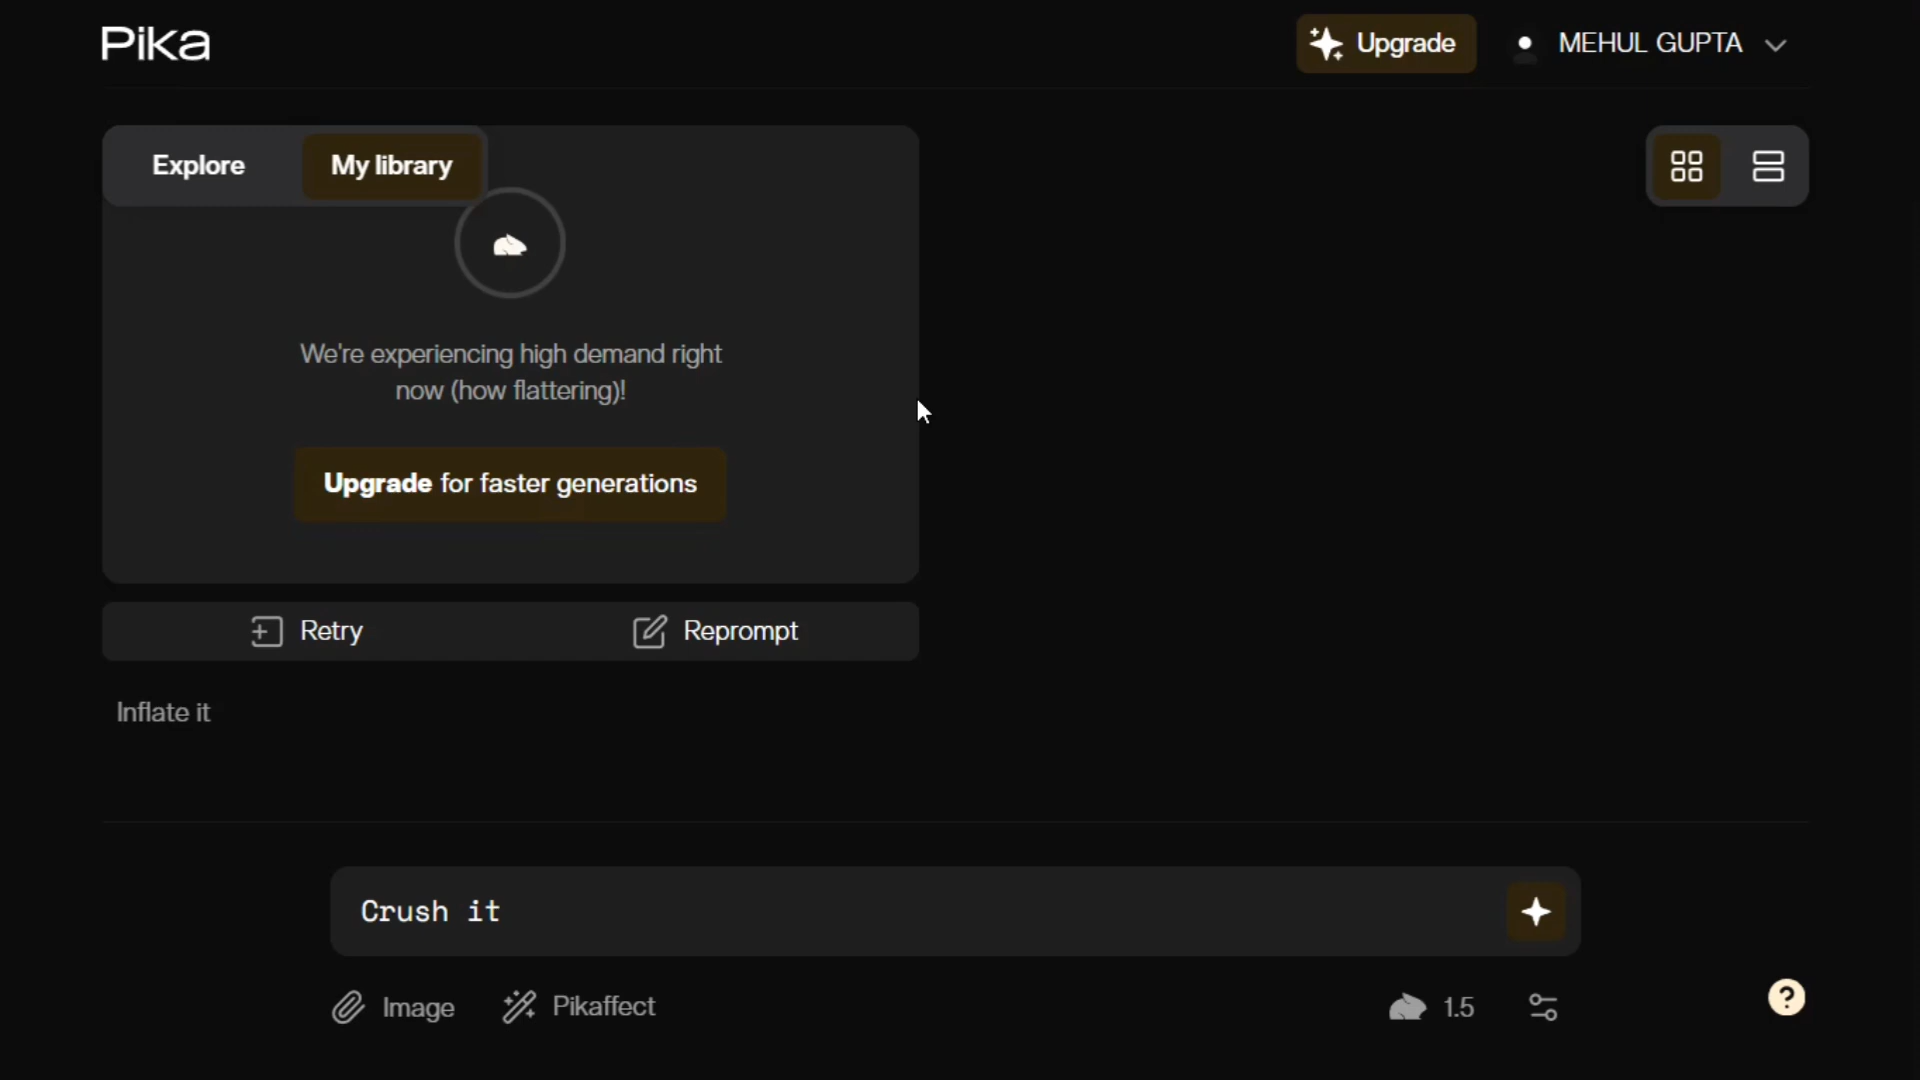 Pika
Upgrade
MEHUL GUPTA
Explore
My library
We're experiencing high demand right
now (how flattering)!
Upgrade for faster generations
Retry
Reprompt
Inflate it
Crush it
Image
Pikaffect
1.5
?